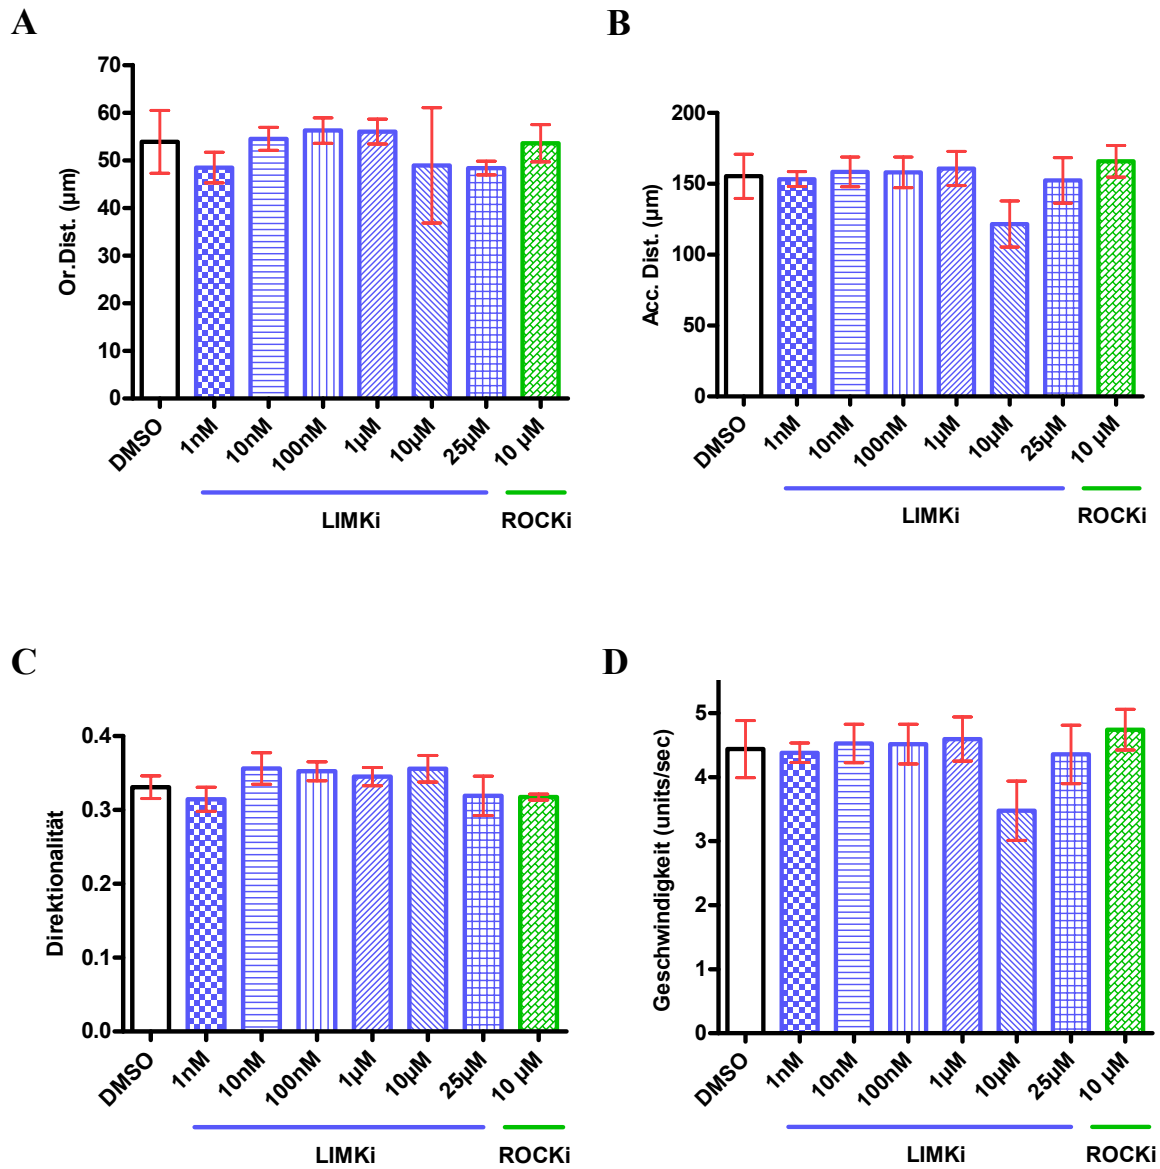 A
Or.Dist. (µm)
70
60
50
40
30
20
10
0
DMSO
1nM
10nM
100nM
1µM
10µM
25µM
10 µM
LIMKi
ROCKi
B
Acc. Dist. (µm)
200
150
100
50
0
DMSO
1nM
10nM
100nM
1µM
10µM
25µM
10 µM
LIMKi
ROCKi
C
Direktionalität
0.4
0.3
0.2
0.1
0.0
DMSO
1nM
10nM
100nM
1µM
10µM
25µM
10 µM
LIMKi
ROCKi
D
Geschwindigkeit (units/sec)
5
4
3
2
1
0
DMSO
1nM
10nM
100nM
1µM
10µM
25µM
10 µM
LIMKi
ROCKi